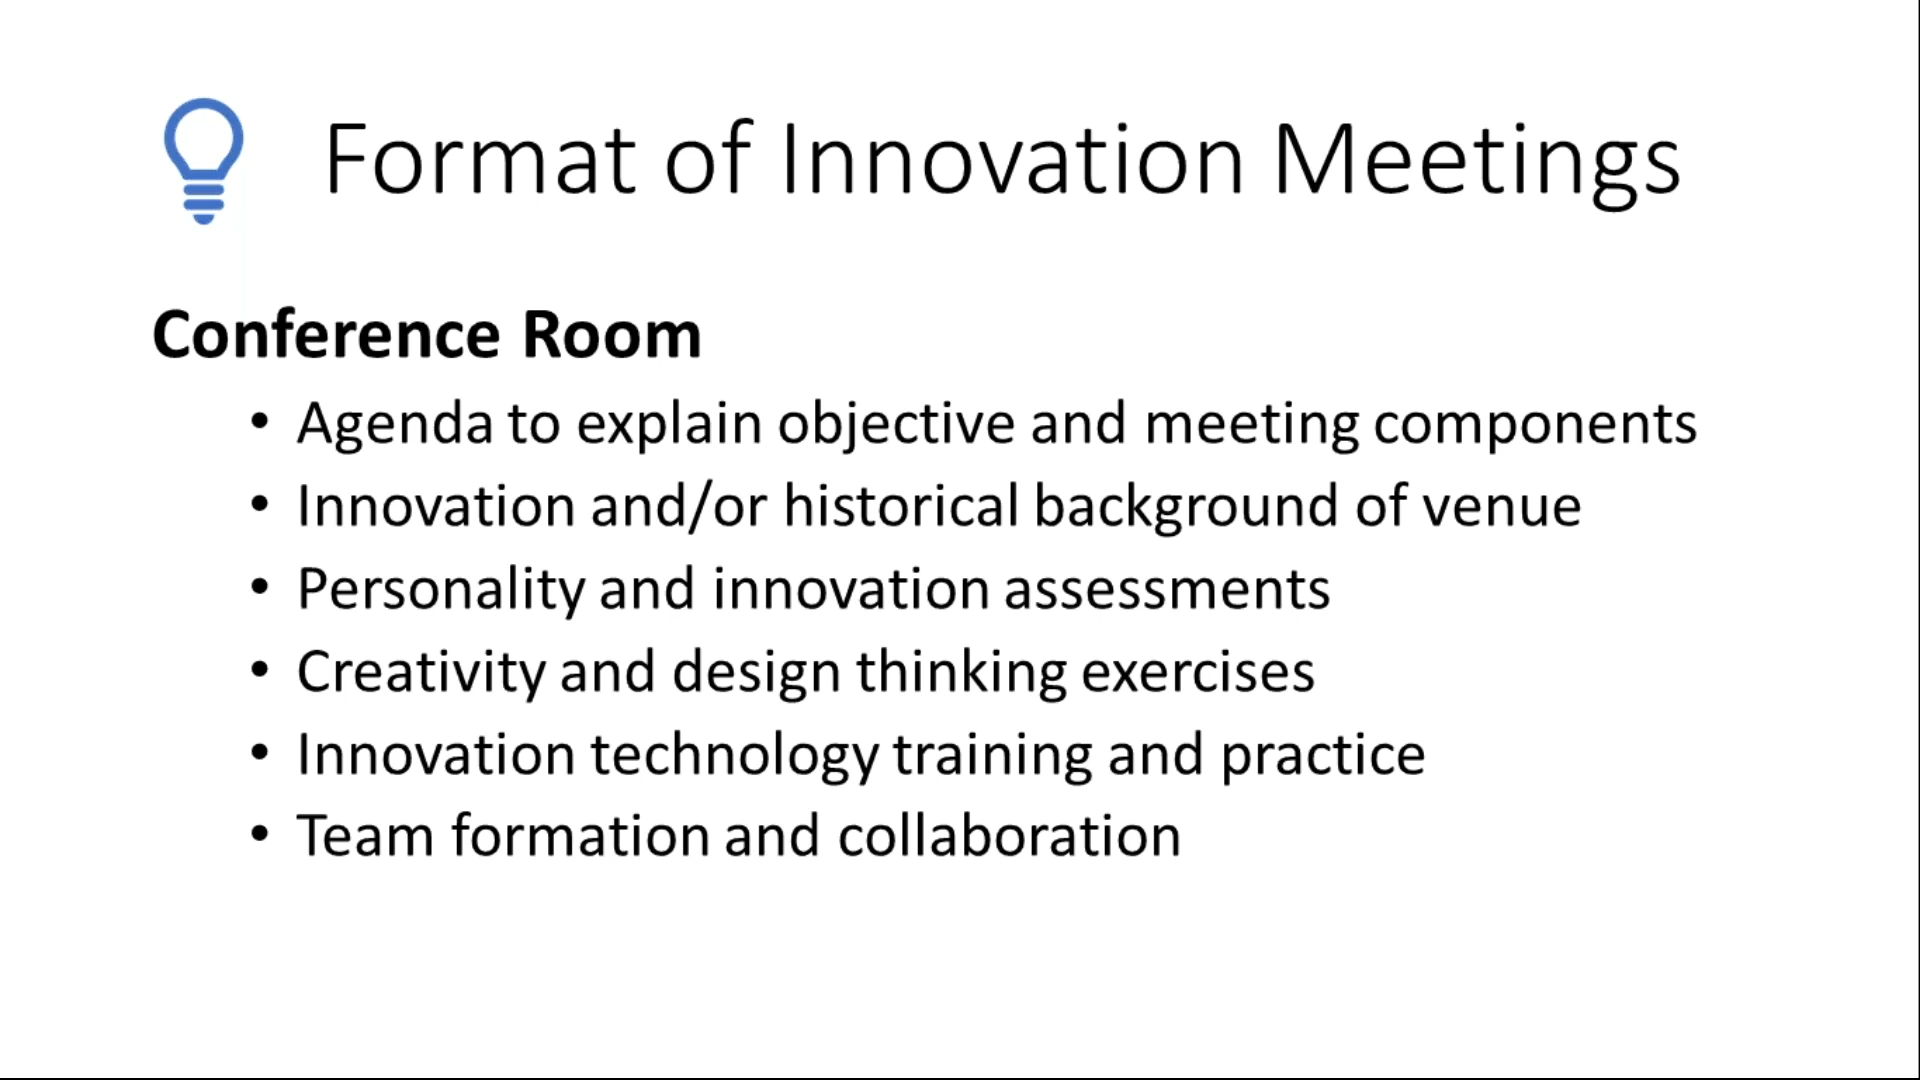 Format of Innovation Meetings
Conference Room
• Agenda to explain objective and meeting components
• Innovation and/or historical background of venue
• Personality and innovation assessments
• Creativity and design thinking exercises
• Innovation technology training and practice
• Team formation and collaboration